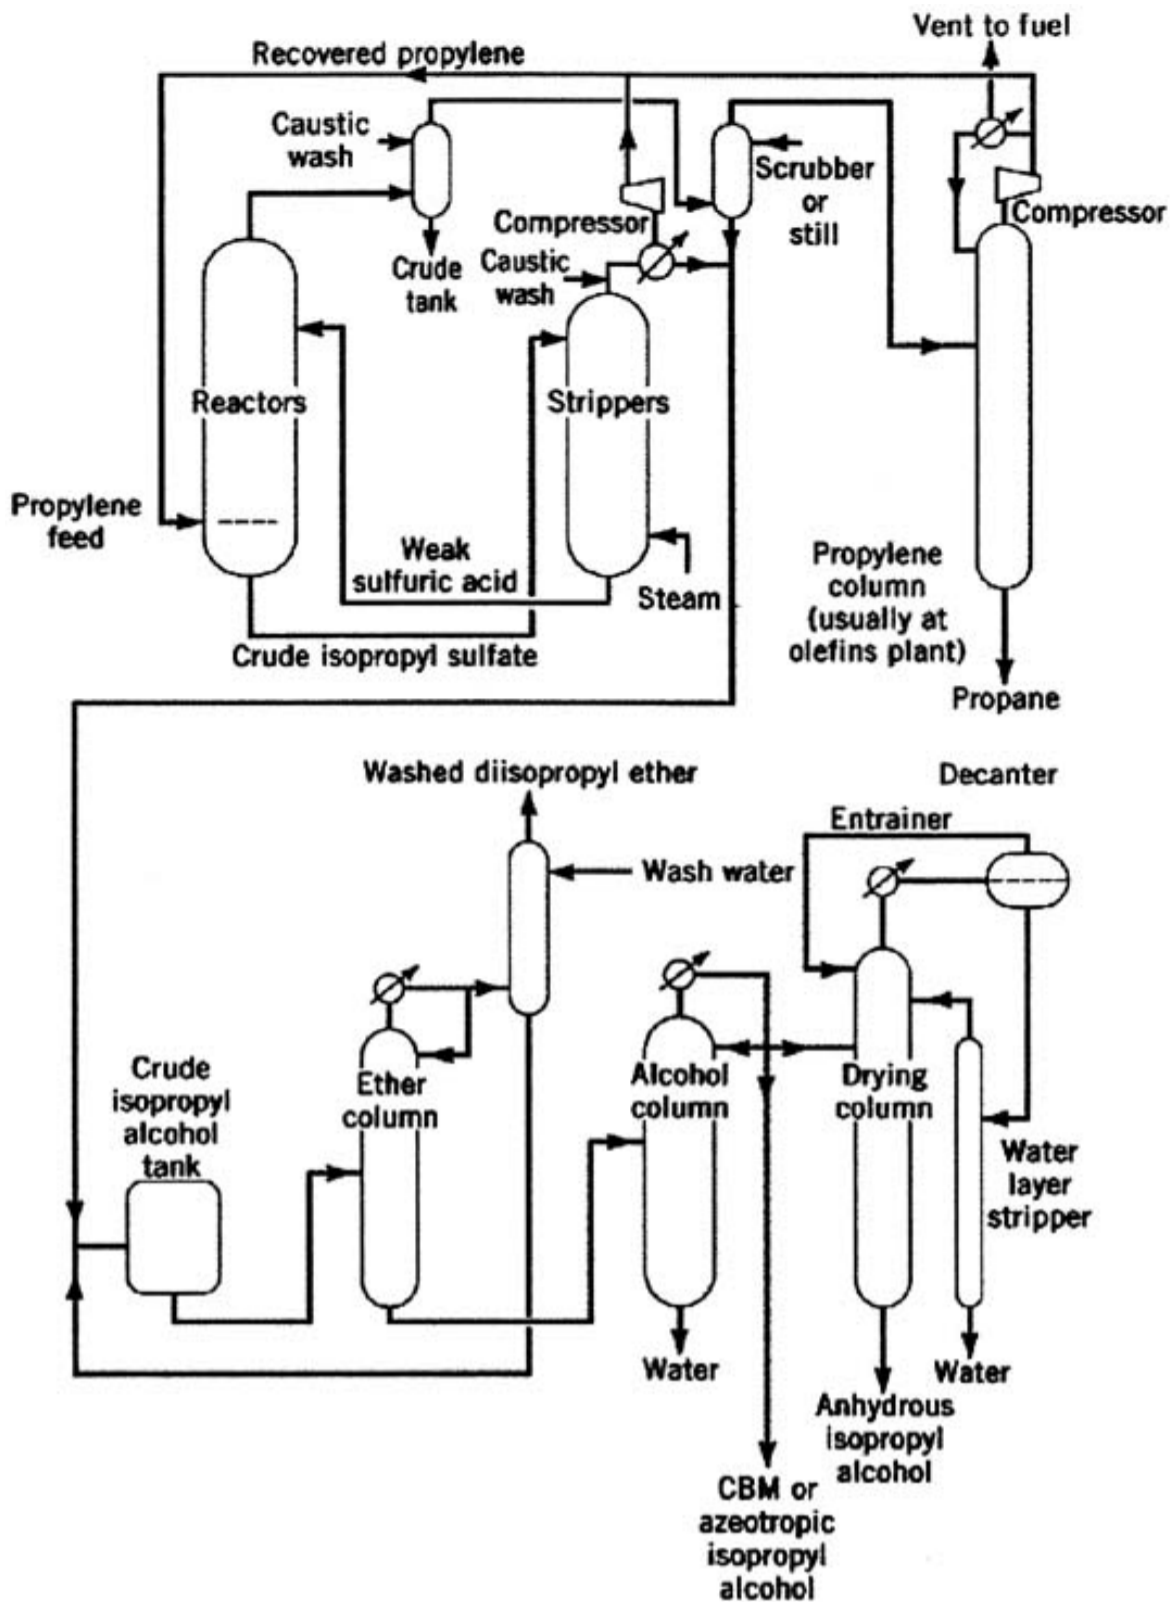 Vent to fuel
Recovered propylene
Caustic
wash
Scrubber
or
still
Compressor
Compressor
Crude
tank
Caustic
wash
Reactors
Strippers
Propylene
feed
Weak
sulfuric acid
Steam
Propylene
column
(usually at
olefins plant)
Crude isopropyl sulfate
Propane
Washed diisopropyl ether
Decanter
Entrainer
Wash water
Crude
isopropyl
alcohol
tank
Ether
column
Alcohol
column
Drying
column
Water
layer
stripper
Water
Water
Anhydrous
isopropyl
alcohol
CBM or
azeotropic
isopropyl
alcohol